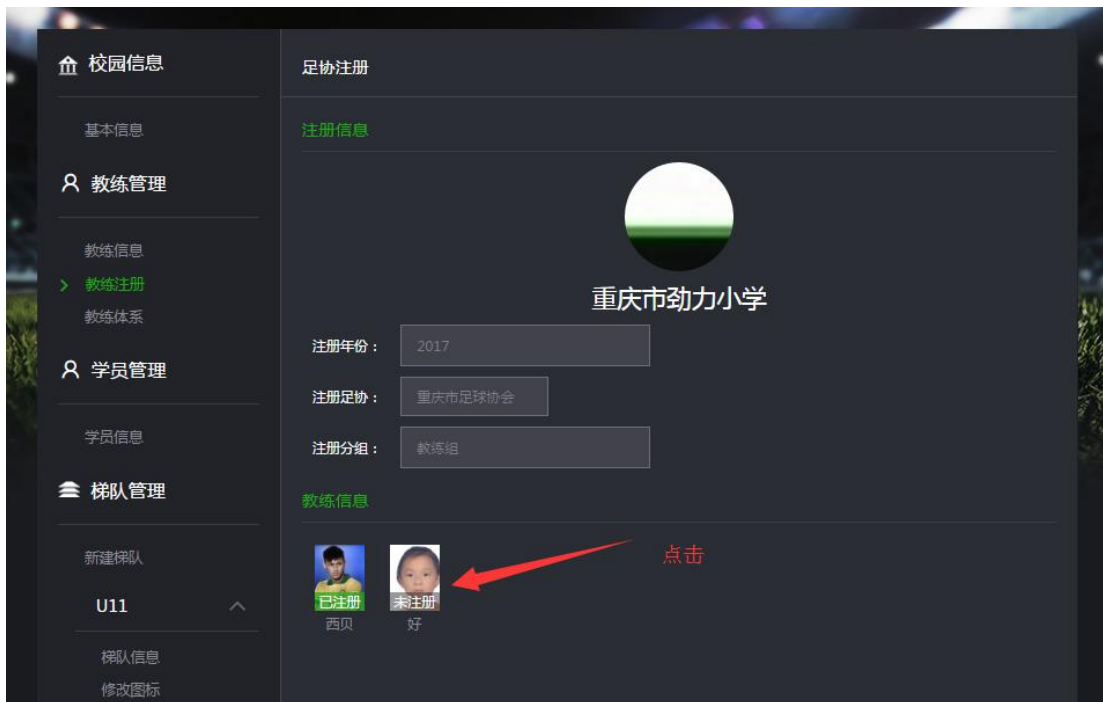 校园信息
基本信息
教练管理
教练信息
教练注册
教练体系
学员管理
学员信息
梯队管理
新建梯队
U11
梯队信息
修改图标
足协注册
注册信息
重庆市劲力小学
注册年份： 2017
注册足协： 重庆市足球协会
注册分组： 教练组
教练信息
点击
已注册 未注册
西贝 好